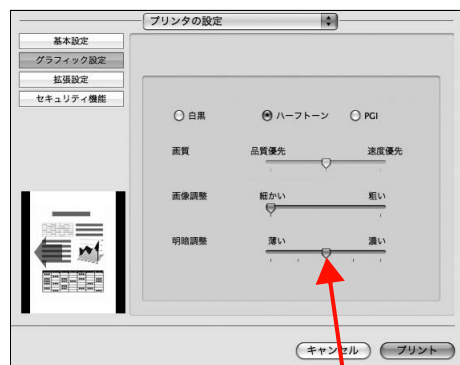 プリンタの設定
基本設定
グラフィック設定
拡張設定
セキュリティ機能
白黒 ハーフトーン PGI
画質 品質優先 速度優先
画像調整 細かい 粗い
明暗調整 薄い 濃い
キャンセル プリント